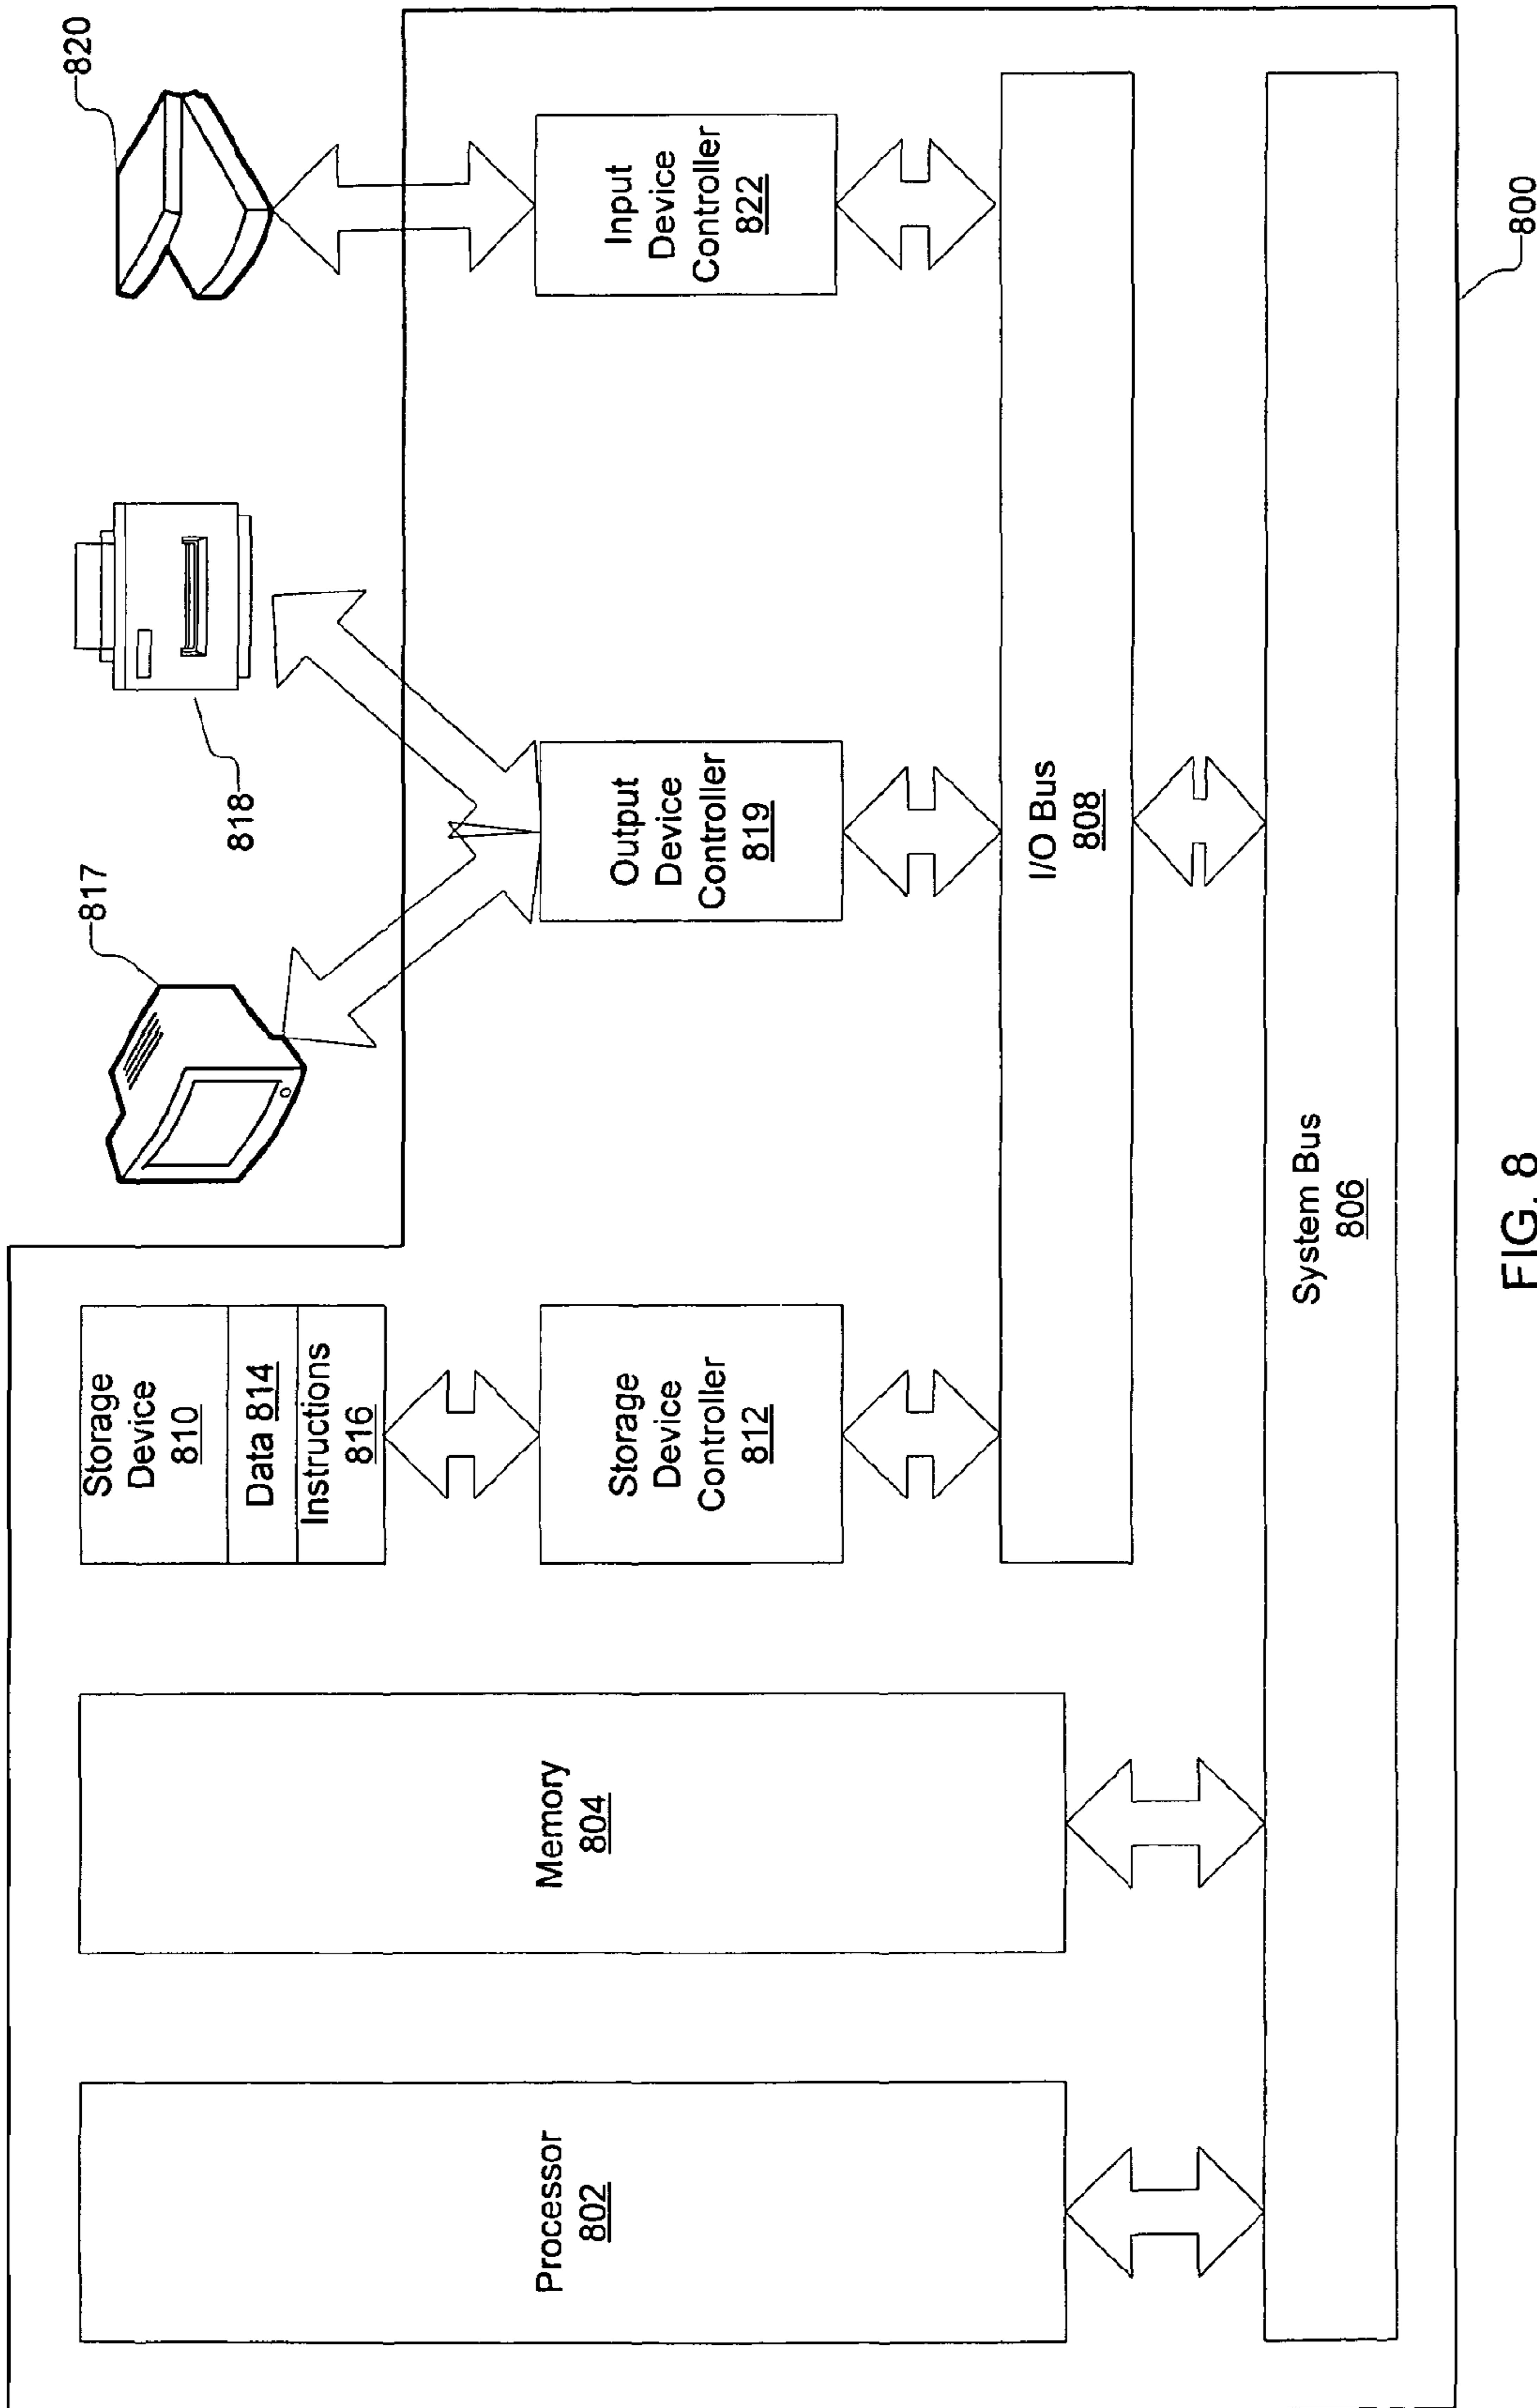 Processor
802
Memory
804
Storage
Device
810
Data 814
Instructions
816
Storage
Device
Controller
812
817
818
820
Output
Device
Controller
819
Input
Device
Controller
822
I/O Bus
808
System Bus
806
800
FIG. 8